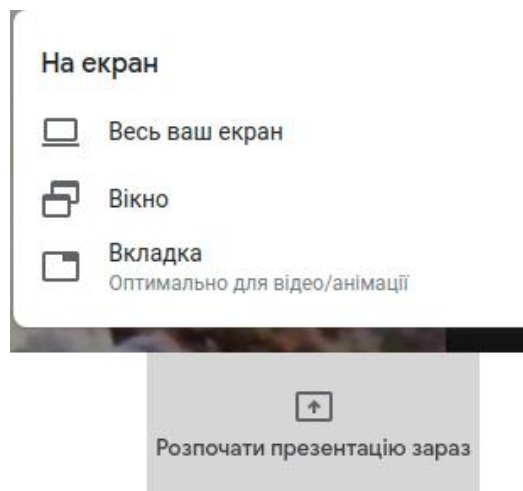 На екран
Весь ваш екран
Вікно
Вкладка
Оптимально для відео/анімації
Розпочати презентацію зараз